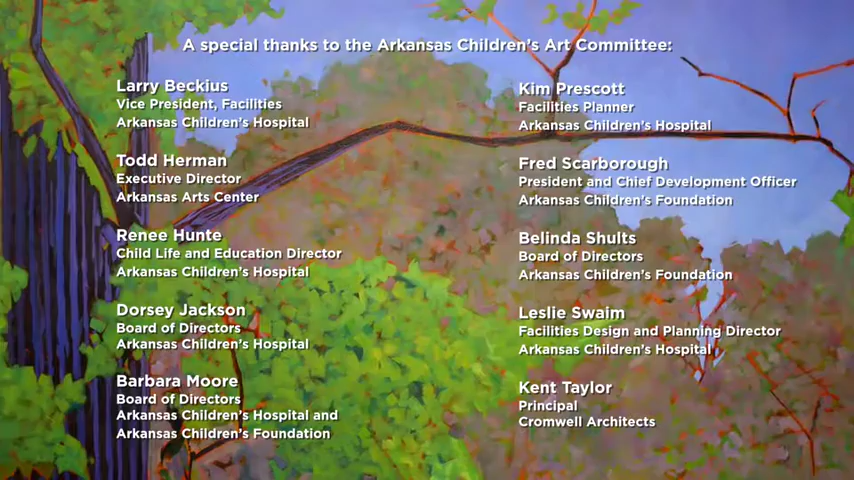 A special thanks to the Arkansas Children's Art Committee:
Larry Beckius
Vice President, Facilities
Arkansas Children's Hospital
Todd Herman
Executive Director
Arkansas Arts Center
Renee Hunte
Child Life and Education Director
Arkansas Children's Hospital
Dorsey Jackson
Board of Directors
Arkansas Children's Hospital
Barbara Moore
Board of Directors
Arkansas Children's Hospital and
Arkansas Children's Foundation
Kim Prescott
Facilities Planner
Arkansas Children's Hospital
Fred Scarborough
President and Chief Development Officer
Arkansas Children's Foundation
Belinda Shults
Board of Directors
Arkansas Children's Foundation
Leslie Swaim
Facilities Design and Planning Director
Arkansas Children's Hospital
Kent Taylor
Principal
Cromwell Architects